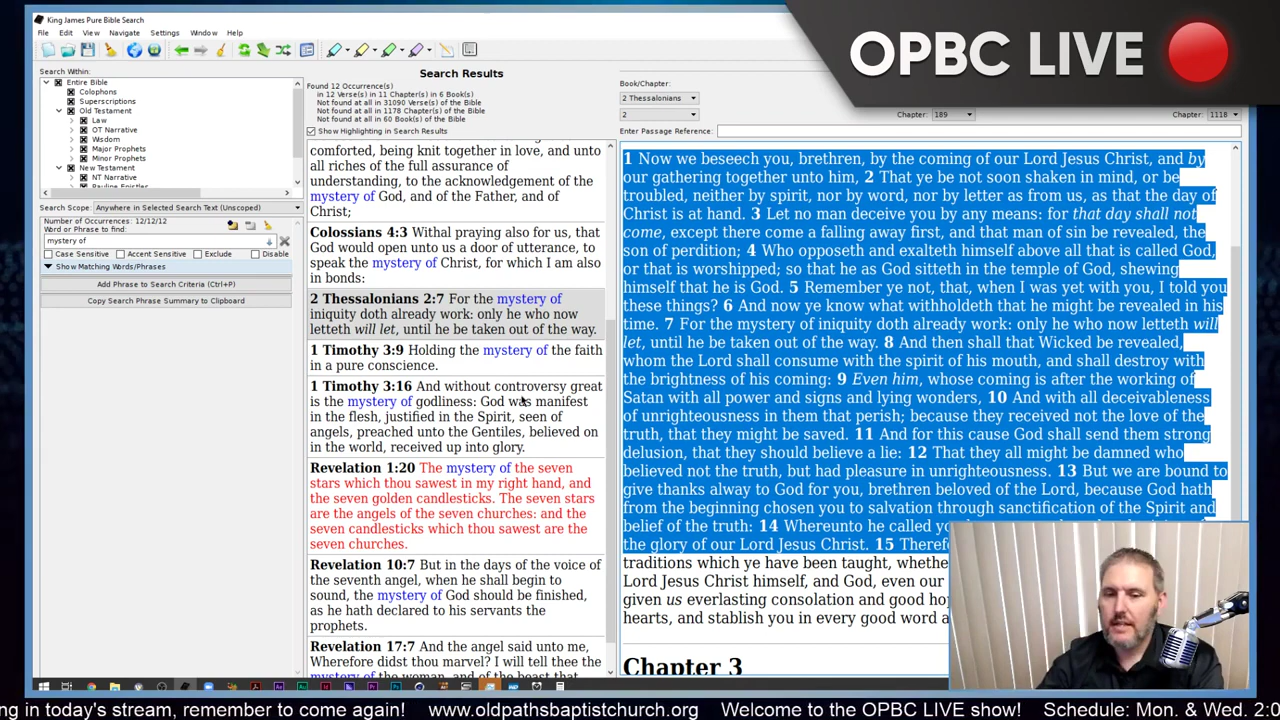 King James Pure Bible Search
OPBC LIVE
File Edit View Navigate Settings Window Help
Search Within:
Entire Bible
Colophons
Superscriptions
Old Testament
Law
OT Narrative
Wisdom
Major Prophets
Minor Prophets
New Testament
NT Narrative
Pauline Epistles
Search Scope: Anywhere in Selected Search Text (Unscoped)
Number of Occurrences: 12/12/12
Word or Phrase to find:
mystery of
Case Sensitive Accent Sensitive Exclude Disable
Show Matching Words/Phrases
Add Phrase to Search Criteria (Ctrl+P)
Copy Search Phrase Summary to Clipboard
Search Results
Found 12 Occurrence(s)
in 12 Verse(s) in 11 Chapter(s) in 6 Book(s)
Not found at all in 31090 Verse(s) of the Bible
Not found at all in 1178 Chapter(s) of the Bible
Not found at all in 60 Book(s) of the Bible
Show Highlighting in Search Results
comforted, being knit together in love, and unto
all riches of the full assurance of
understanding, to the acknowledgement of the
mystery of God, and of the Father, and of
Christ;
Colossians 4:3 Withal praying also for us, that
God would open unto us a door of utterance, to
speak the mystery of Christ, for which I am also
in bonds:
2 Thessalonians 2:7 For the mystery of
iniquity doth already work: only he who now
letteth will let, until he be taken out of the way.
1 Timothy 3:9 Holding the mystery of the faith
in a pure conscience.
1 Timothy 3:16 And without controversy great
is the mystery of godliness: God was manifest
in the flesh, justified in the Spirit, seen of
angels, preached unto the Gentiles, believed on
in the world, received up into glory.
Revelation 1:20 The mystery of the seven
stars which thou sawest in my right hand, and
the seven golden candlesticks. The seven stars
are the angels of the seven churches: and the
seven candlesticks which thou sawest are the
seven churches.
Revelation 10:7 But in the days of the voice of
the seventh angel, when he shall begin to
sound, the mystery of God should be finished,
as he hath declared to his servants the
prophets.
Revelation 17:7 And the angel said unto me,
Wherefore didst thou marvel? I will tell thee the
mystery of the woman, and of the beast that
Book/Chapter:
2 Thessalonians
2 Chapter: 189 Chapter: 1118
Enter Passage Reference:
1 Now we beseech you, brethren, by the coming of our Lord Jesus Christ, and by
our gathering together unto him, 2 That ye be not soon shaken in mind, or be
troubled, neither by spirit, nor by word, nor by letter as from us, as that the day of
Christ is at hand. 3 Let no man deceive you by any means: for that day shall not
come, except there come a falling away first, and that man of sin be revealed, the
son of perdition; 4 Who opposeth and exalteth himself above all that is called God,
or that is worshipped; so that he as God sitteth in the temple of God, shewing
himself that he is God. 5 Remember ye not, that, when I was yet with you, I told you
these things? 6 And now ye know what withholdeth that he might be revealed in his
time. 7 For the mystery of iniquity doth already work: only he who now letteth will
let, until he be taken out of the way. 8 And then shall that Wicked be revealed,
whom the Lord shall consume with the spirit of his mouth, and shall destroy with
the brightness of his coming: 9 Even him, whose coming is after the working of
Satan with all power and signs and lying wonders, 10 And with all deceivableness
of unrighteousness in them that perish; because they received not the love of the
truth, that they might be saved. 11 And for this cause God shall send them strong
delusion, that they should believe a lie: 12 That they all might be damned who
believed not the truth, but had pleasure in unrighteousness. 13 But we are bound to
give thanks alway to God for you, brethren beloved of the Lord, because God hath
from the beginning chosen you to salvation through sanctification of the Spirit and
belief of the truth: 14 Whereunto he called yo
the glory of our Lord Jesus Christ. 15 Theref
traditions which ye have been taught, whethe
Lord Jesus Christ himself, and God, even our
given us everlasting consolation and good ho
hearts, and stablish you in every good word a
Chapter 3
ng in today's stream, remember to come again! www.oldpathsbaptistchurch.org Welcome to the OPBC LIVE show! Schedule: Mon. & Wed. 2:0